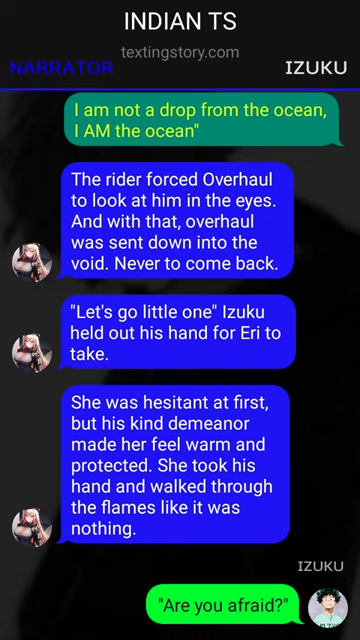 INDIAN TS
textingstory.com
NARRATOR
IZUKU
I am not a drop from the ocean,
I AM the ocean"
The rider forced Overhaul
to look at him in the eyes.
And with that, overhaul
was sent down into the
void. Never to come back.
"Let's go little one" Izuku
held out his hand for Eri to
take.
She was hesitant at first,
but his kind demeanor
made her feel warm and
protected. She took his
hand and walked through
the flames like it was
nothing.
IZUKU
"Are you afraid?"